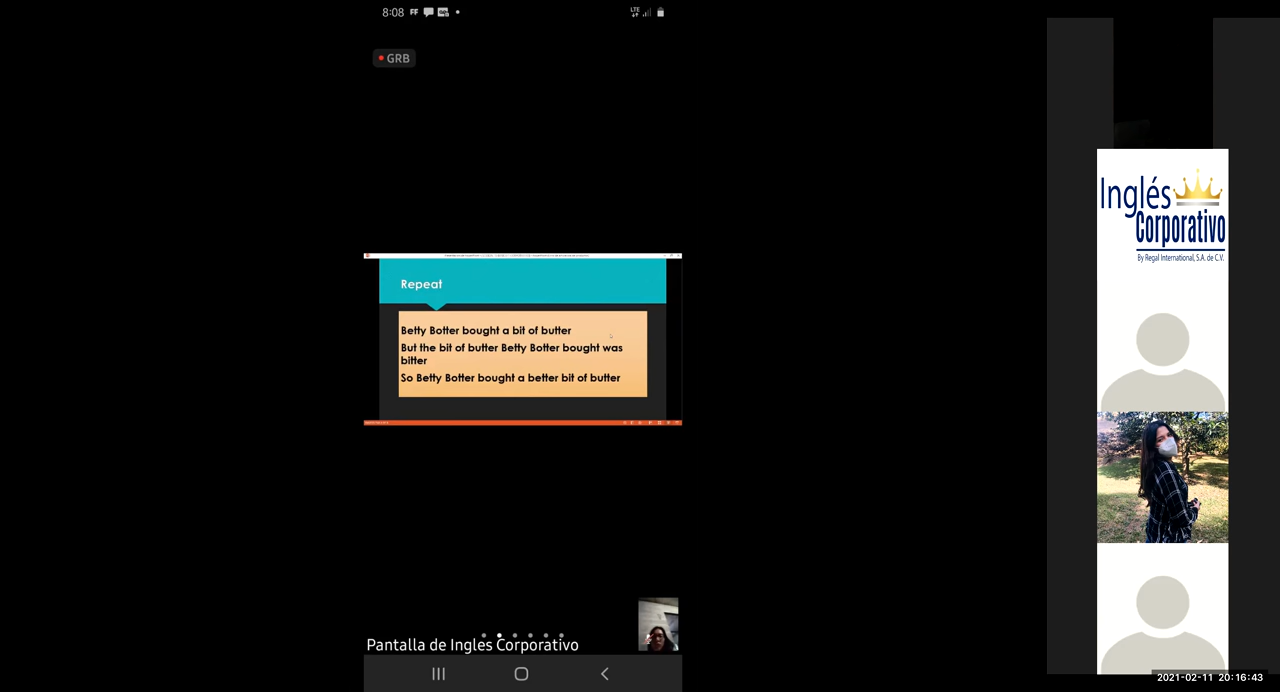 8:08
LTE
GRB
Repeat
Betty Botter bought a bit of butter
But the bit of butter Betty Botter bought was
bitter
So Betty Botter bought a better bit of butter
Pantalla de Ingles Corporativo
Inglés
Corporativo
By Regal International, S.A. de C.V.
2021-02-11 20:16:43